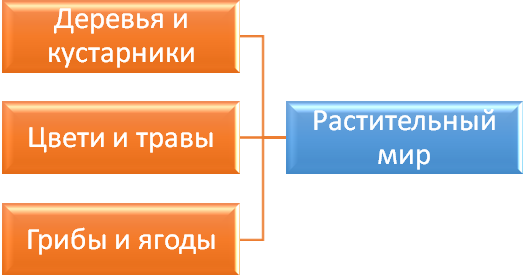 Деревья и
кустарники
Цвети и травы
Растительный
мир
Грибы и ягоды